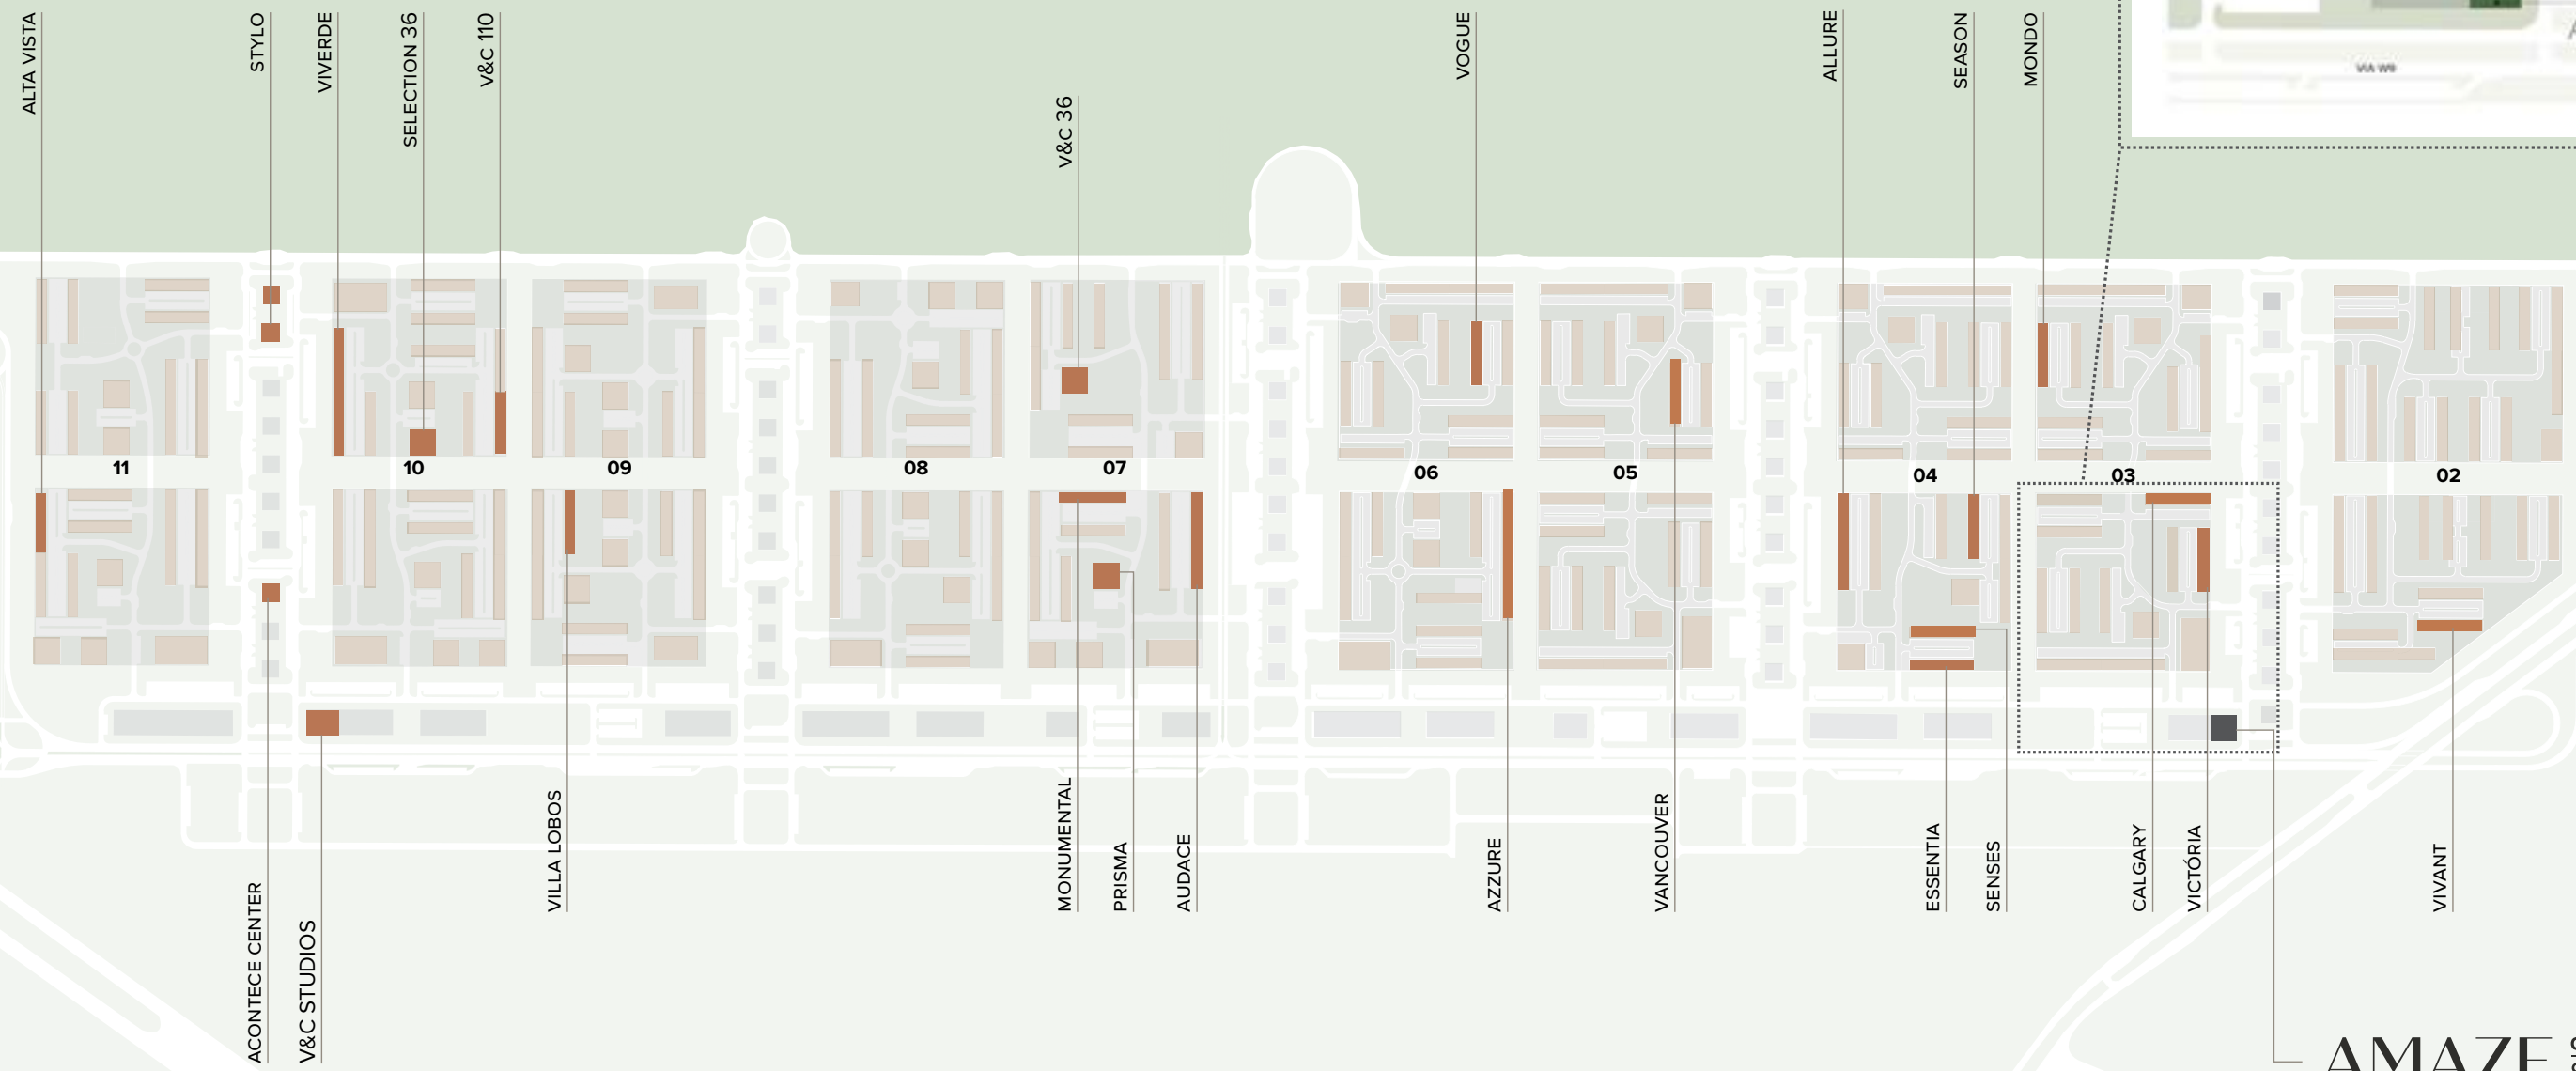 ALTA VISTA
STYLO
VIVERDE
SELECTION 36
V&C 110
V&C 36
VOGUE
ALLURE
SEASON
MONDO
VIA W9
11
10
09
08
07
06
05
04
03
02
ACONTECE CENTER
V&C STUDIOS
VILLA LOBOS
MONUMENTAL
PRISMA
AUDACE
AZZURE
VANCOUVER
ESSENTIA
SENSES
CALGARY
VICTÓRIA
VIVANT
AMAZE